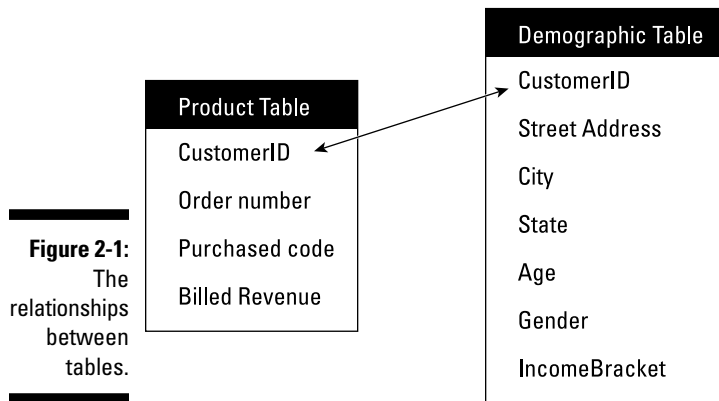 Product Table
CustomerID
Order number
Purchased code
Billed Revenue
Demographic Table
CustomerID
Street Address
City
State
Age
Gender
IncomeBracket
Figure 2-1:
The
relationships
between
tables.